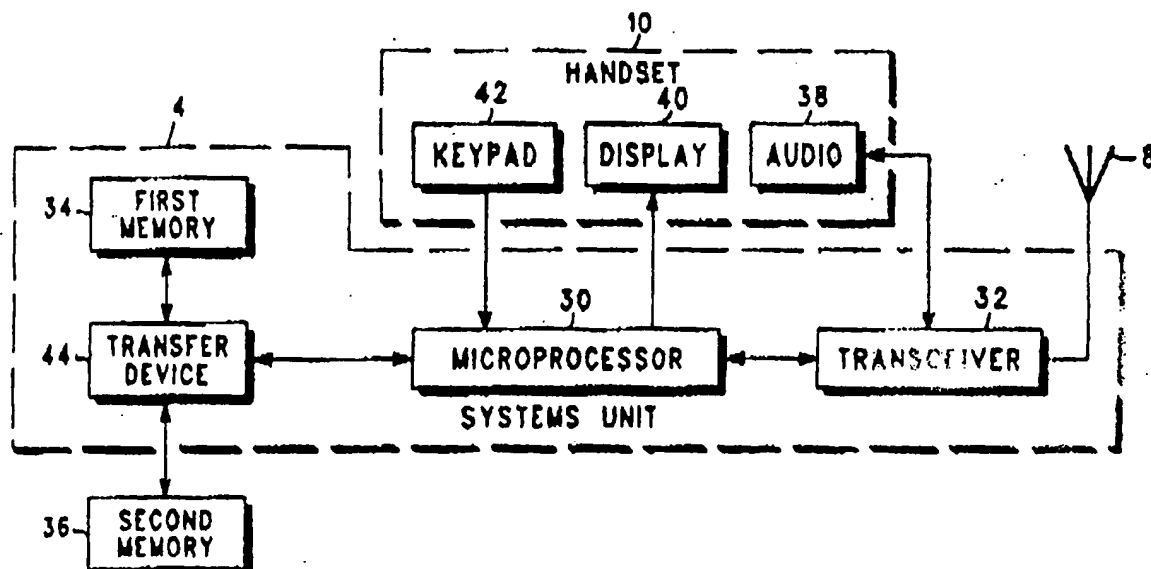 10
HANDSET
42
40
38
KEYPAD
DISPLAY
AUDIO
4
8
34
FIRST
MEMORY
30
32
44
TRANSFER
DEVICE
MICROPROCESSOR
TRANSCEIVER
SYSTEMS UNIT
36
SECOND
MEMORY